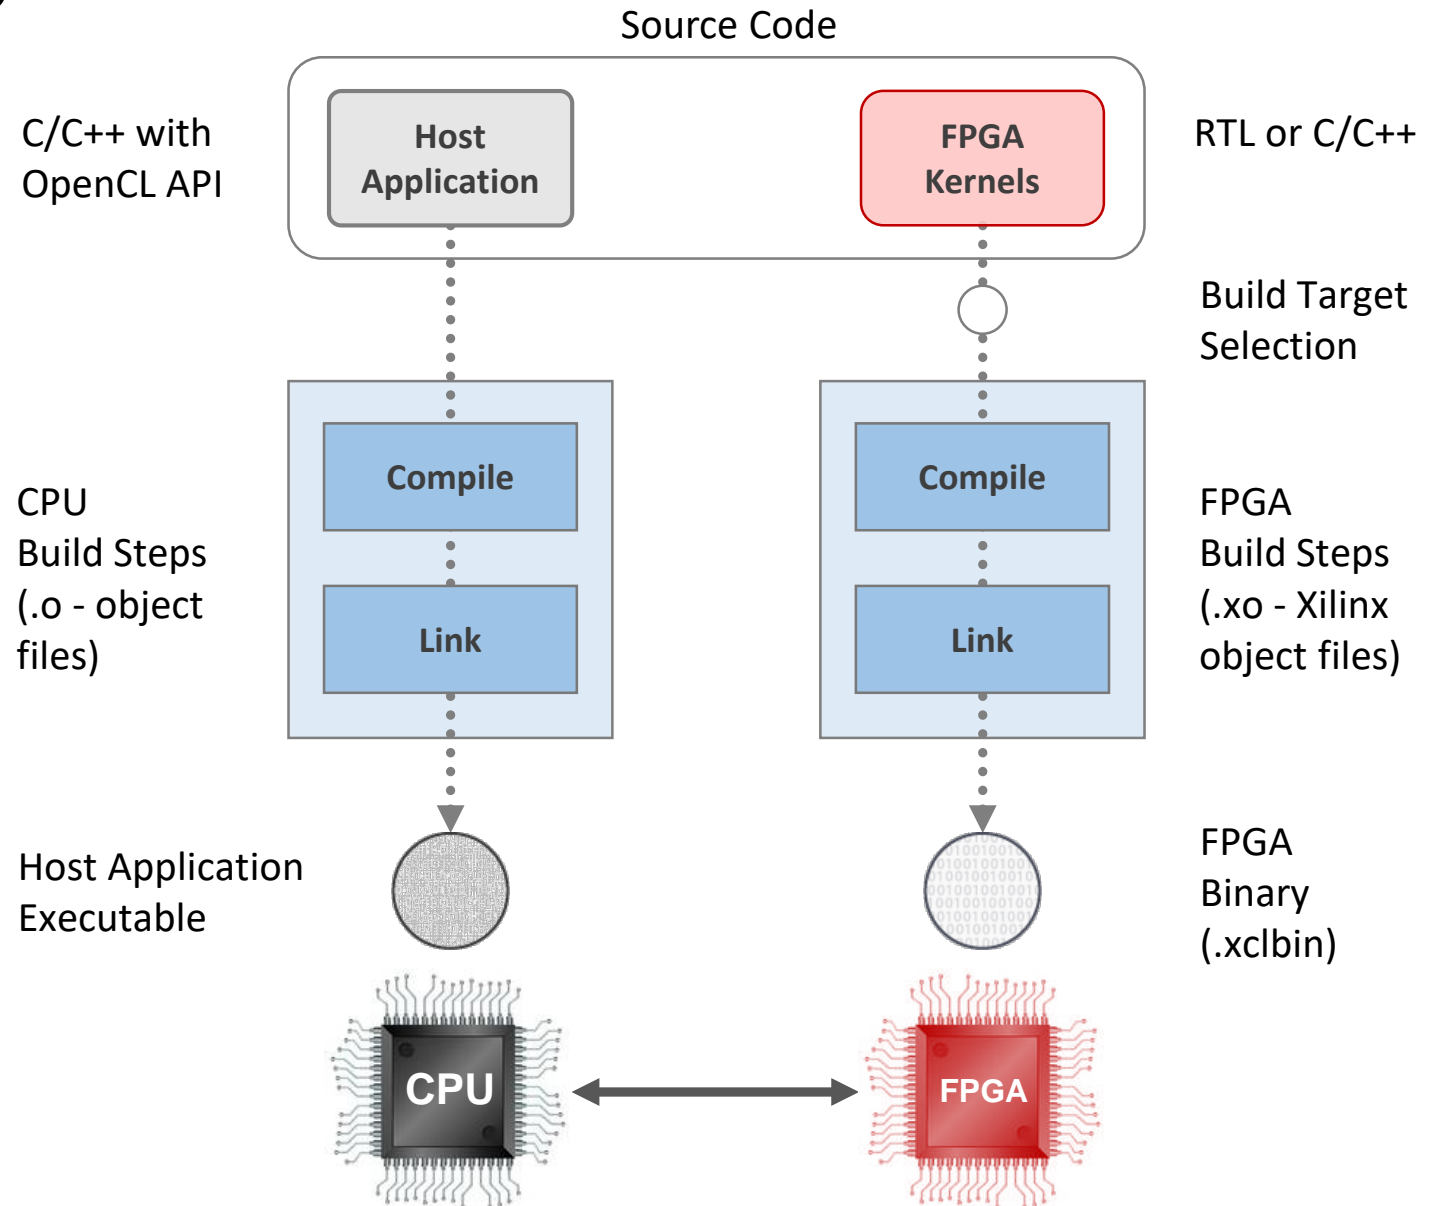 Source Code
C/C++ with
OpenCL API
Host
Application
FPGA
Kernels
RTL or C/C++
Build Target
Selection
CPU
Build Steps
(.o - object
files)
Compile
Link
Compile
Link
FPGA
Build Steps
(.xo - Xilinx
object files)
Host Application
Executable
FPGA
Binary
(.xclbin)
CPU
FPGA